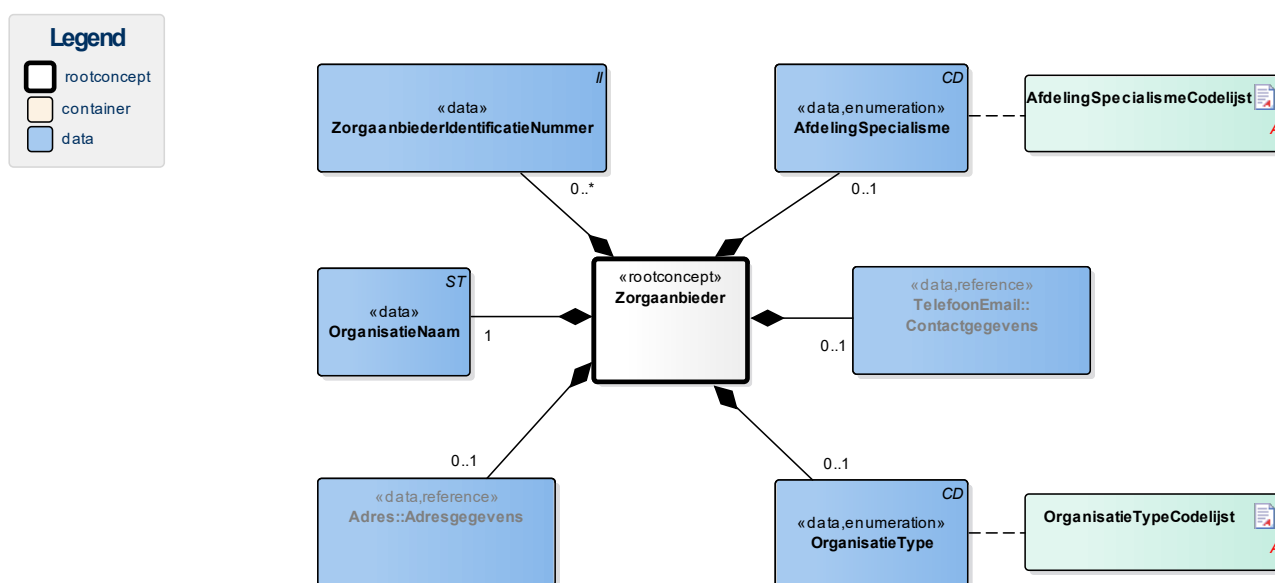 Legend
rootconcept
container
data
II
«data»
ZorgaanbiederIdentificatieNummer
0..*
CD
«data,enumeration»
AfdelingSpecialisme
0..1
AfdelingSpecialismeCodelijst
ST
«data»
OrganisatieNaam
1
«rootconcept»
Zorgaanbieder
«data,reference»
TelefoonEmail::
Contactgegevens
0..1
0..1
«data,reference»
Adres::Adresgegevens
0..1
CD
«data,enumeration»
OrganisatieType
OrganisatieTypeCodelijst